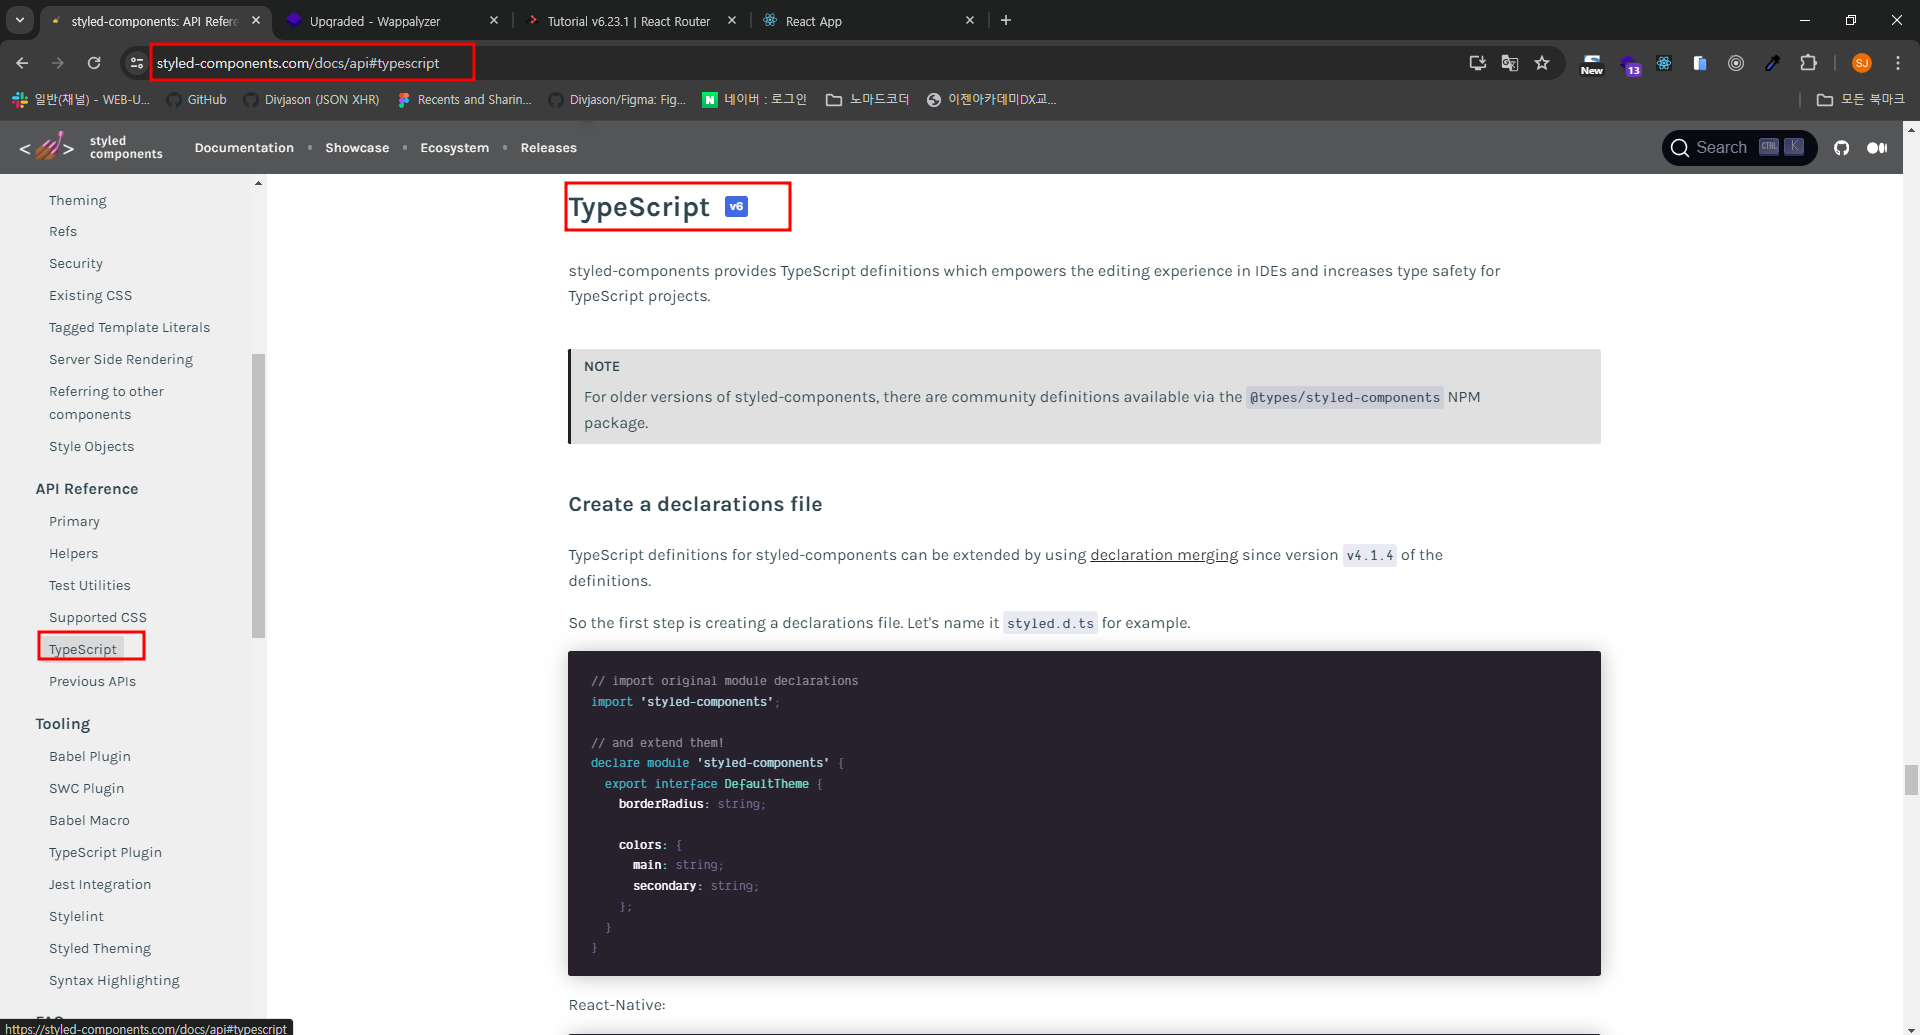 styled-components: API Refere
Upgraded - Wappalyzer
Tutorial v6.23.1 | React Router
React App
styled-components.com/docs/api#typescript
New
13
SJ
일반(채널) - WEB-U...
GitHub
Divjason (JSON XHR)
Recents and Sharin...
Divjason/Figma: Fig...
N
네이버 : 로그인
노마드코더
이젠아카데미DX교...
모든 북마크
styled
components
Documentation
Showcase
Ecosystem
Releases
Search
CTRL
K
Theming
Refs
Security
Existing CSS
Tagged Template Literals
Server Side Rendering
Referring to other
components
Style Objects
API Reference
Primary
Helpers
Test Utilities
Supported CSS
TypeScript
Previous APIs
Tooling
Babel Plugin
SWC Plugin
Babel Macro
TypeScript Plugin
Jest Integration
Stylelint
Styled Theming
Syntax Highlighting
https://styled-components.com/docs/api#typescript
TypeScript v6
styled-components provides TypeScript definitions which empowers the editing experience in IDEs and increases type safety for
TypeScript projects.
NOTE
For older versions of styled-components, there are community definitions available via the @types/styled-components NPM
package.
Create a declarations file
TypeScript definitions for styled-components can be extended by using declaration merging since version v4.1.4 of the
definitions.
So the first step is creating a declarations file. Let's name it styled.d.ts for example.
// import original module declarations
import 'styled-components';
// and extend them!
declare module 'styled-components' {
export interface DefaultTheme {
borderRadius: string;
colors: {
main: string;
secondary: string;
};
}
}
React-Native: